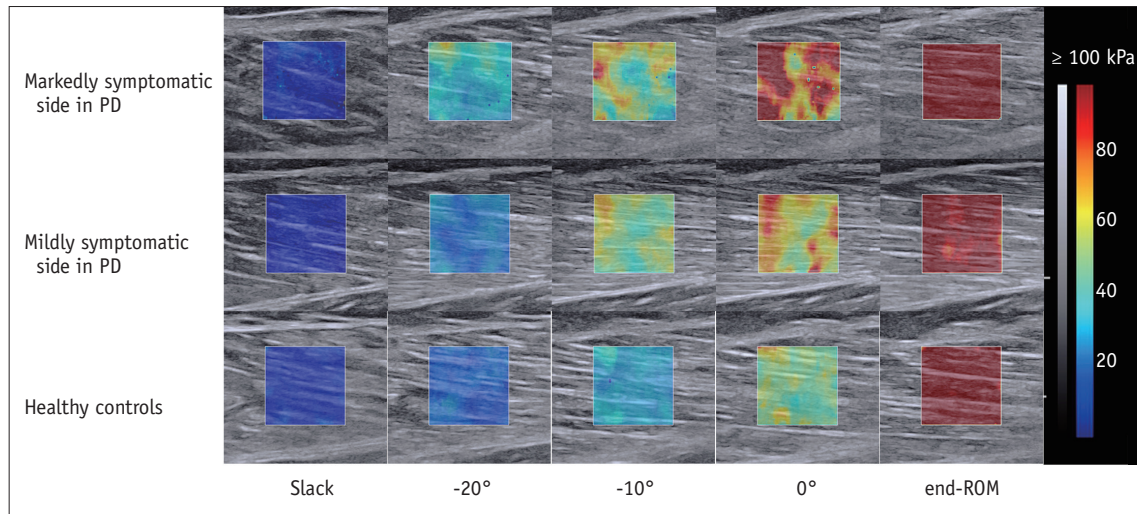 Markedly symptomatic
side in PD
≥ 100 kPa
80
Mildly symptomatic
side in PD
60
40
Healthy controls
20
Slack
-20°
-10°
0°
end-ROM